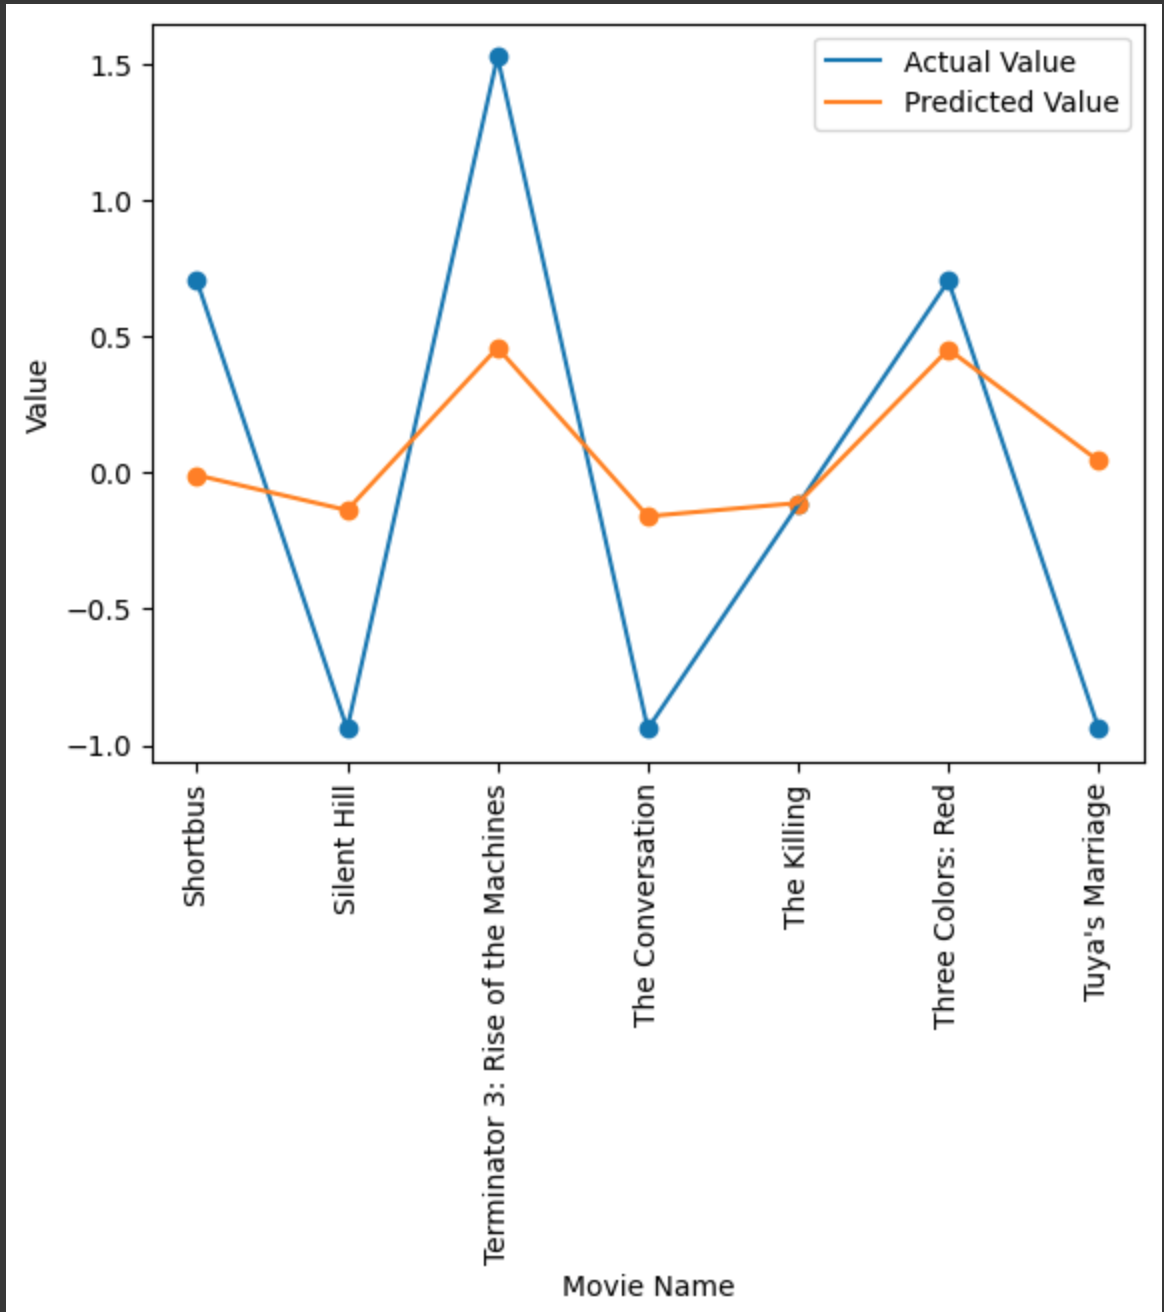 Actual Value
Predicted Value
1.5
1.0
0.5
0.0
−0.5
−1.0
Value
Shortbus
Silent Hill
Terminator 3: Rise of the Machines
The Conversation
The Killing
Three Colors: Red
Tuya's Marriage
Movie Name